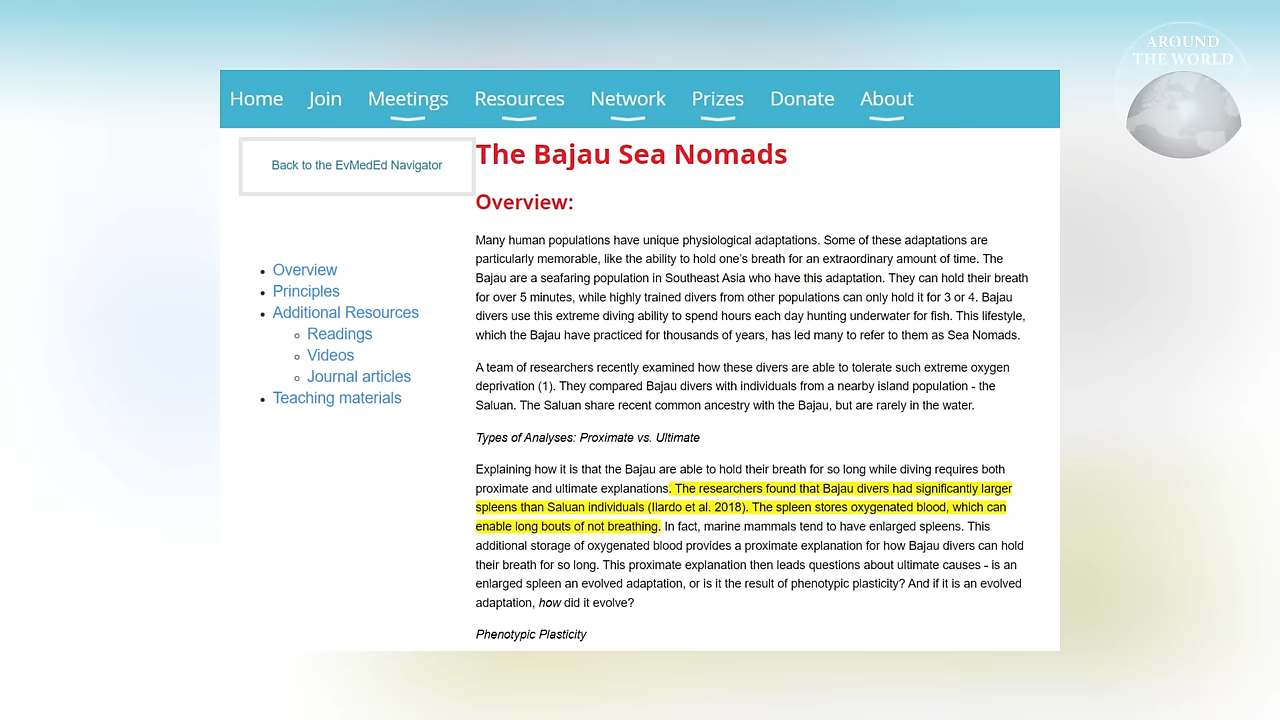 AROUND
THE WORLD
Home Join Meetings Resources Network Prizes Donate About
Back to the EvMedEd Navigator
Overview
Principles
Additional Resources
Readings
Videos
Journal articles
Teaching materials
The Bajau Sea Nomads
Overview:
Many human populations have unique physiological adaptations. Some of these adaptations are
particularly memorable, like the ability to hold one's breath for an extraordinary amount of time. The
Bajau are a seafaring population in Southeast Asia who have this adaptation. They can hold their breath
for over 5 minutes, while highly trained divers from other populations can only hold it for 3 or 4. Bajau
divers use this extreme diving ability to spend hours each day hunting underwater for fish. This lifestyle,
which the Bajau have practiced for thousands of years, has led many to refer to them as Sea Nomads.
A team of researchers recently examined how these divers are able to tolerate such extreme oxygen
deprivation (1). They compared Bajau divers with individuals from a nearby island population - the
Saluan. The Saluan share recent common ancestry with the Bajau, but are rarely in the water.
Types of Analyses: Proximate vs. Ultimate
Explaining how it is that the Bajau are able to hold their breath for so long while diving requires both
proximate and ultimate explanations. The researchers found that Bajau divers had significantly larger
spleens than Saluan individuals (Ilardo et al. 2018). The spleen stores oxygenated blood, which can
enable long bouts of not breathing. In fact, marine mammals tend to have enlarged spleens. This
additional storage of oxygenated blood provides a proximate explanation for how Bajau divers can hold
their breath for so long. This proximate explanation then leads questions about ultimate causes - is an
enlarged spleen an evolved adaptation, or is it the result of phenotypic plasticity? And if it is an evolved
adaptation, how did it evolve?
Phenotypic Plasticity